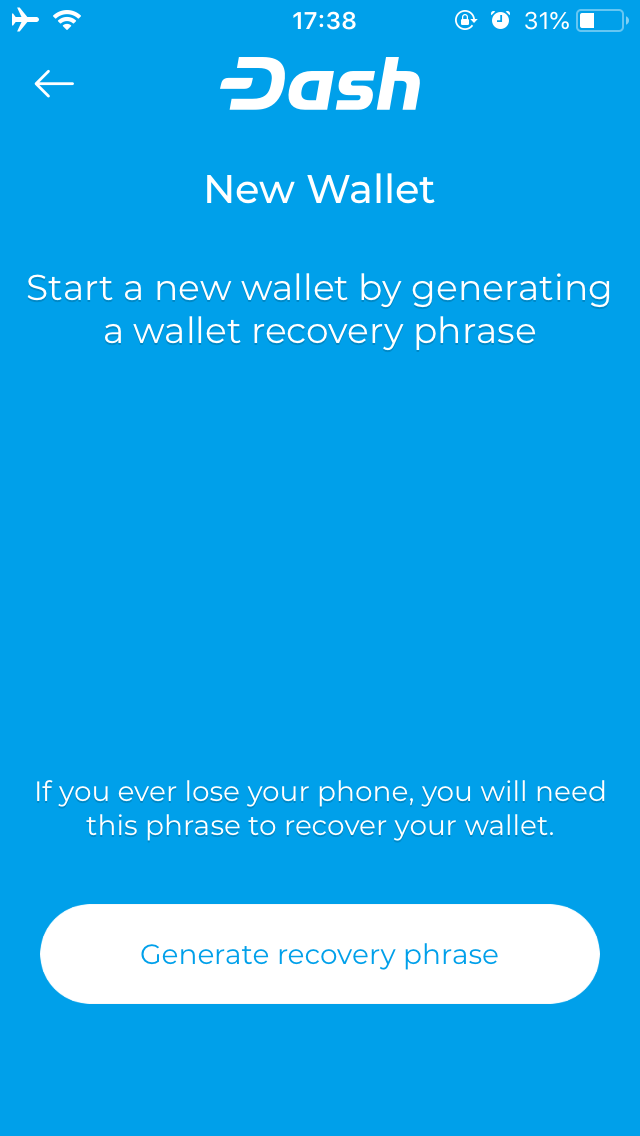 17:38
31%
Dash
New Wallet
Start a new wallet by generating
a wallet recovery phrase
If you ever lose your phone, you will need
this phrase to recover your wallet.
Generate recovery phrase